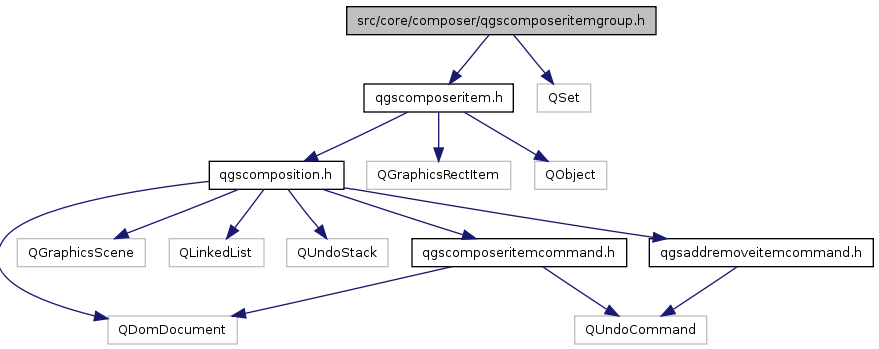 src/core/composer/qgscomposeritemgroup.h
qgscomposeritem.h
QSet
qgscomposition.h
QGraphicsRectItem
QObject
QGraphicsScene
QLinkedList
QUndoStack
qgscomposeritemcommand.h
qgsaddremoveitemcommand.h
QDomDocument
QUndoCommand